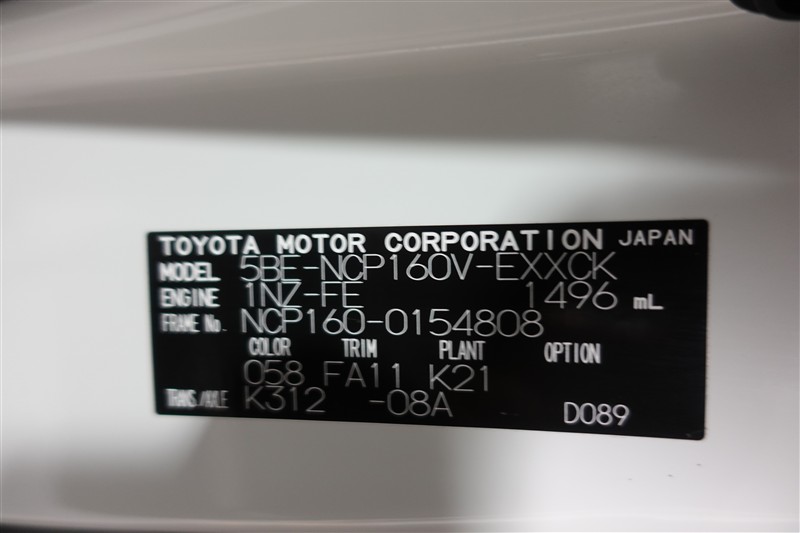 TOYOTA MOTOR CORPORATION JAPAN
MODEL 5BE-NCP160V-EXXCK
ENGINE 1NZ-FE 1496 mL
FRAME No. NCP160-0154808
COLOR TRIM PLANT OPTION
058 FA11 K21
TRANS/AXLE K312 -08A D089